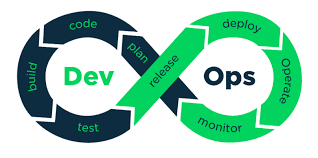 code
plan
build
Dev
test
release
deploy
Ops
Operate
monitor